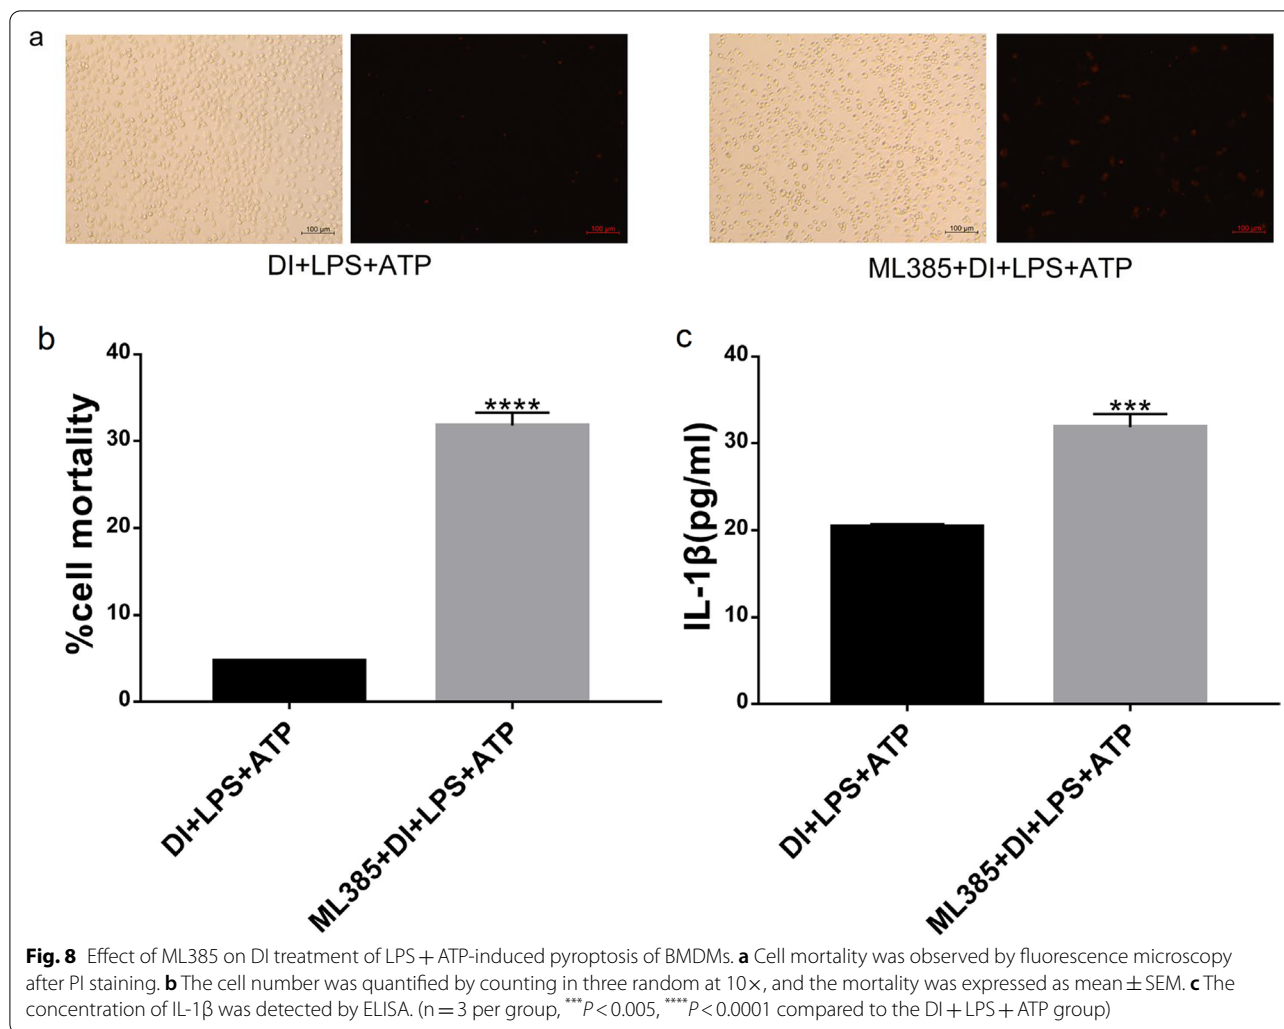 a
100 µm
100 µm
100 µm
100 µm
DI+LPS+ATP
ML385+DI+LPS+ATP
b
c
%cell mortality
40
30
20
10
0
****
DI+LPS+ATP
ML385+DI+LPS+ATP
IL-1β(pg/ml)
40
30
20
10
0
***
DI+LPS+ATP
ML385+DI+LPS+ATP
Fig. 8 Effect of ML385 on DI treatment of LPS + ATP-induced pyroptosis of BMDMs. a Cell mortality was observed by fluorescence microscopy
after PI staining. b The cell number was quantified by counting in three random at 10×, and the mortality was expressed as mean ± SEM. c The
concentration of IL-1β was detected by ELISA. (n = 3 per group, ***P < 0.005, ****P < 0.0001 compared to the DI + LPS + ATP group)